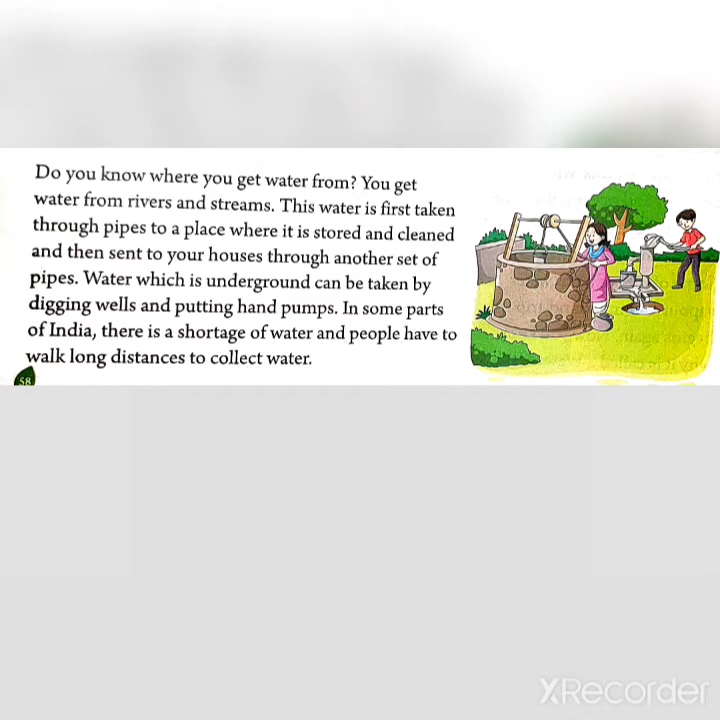 Do you know where you get water from? You get
water from rivers and streams. This water is first taken
through pipes to a place where it is stored and cleaned
and then sent to your houses through another set of
pipes. Water which is underground can be taken by
digging wells and putting hand pumps. In some parts
of India, there is a shortage of water and people have to
walk long distances to collect water.
58
XRecorder